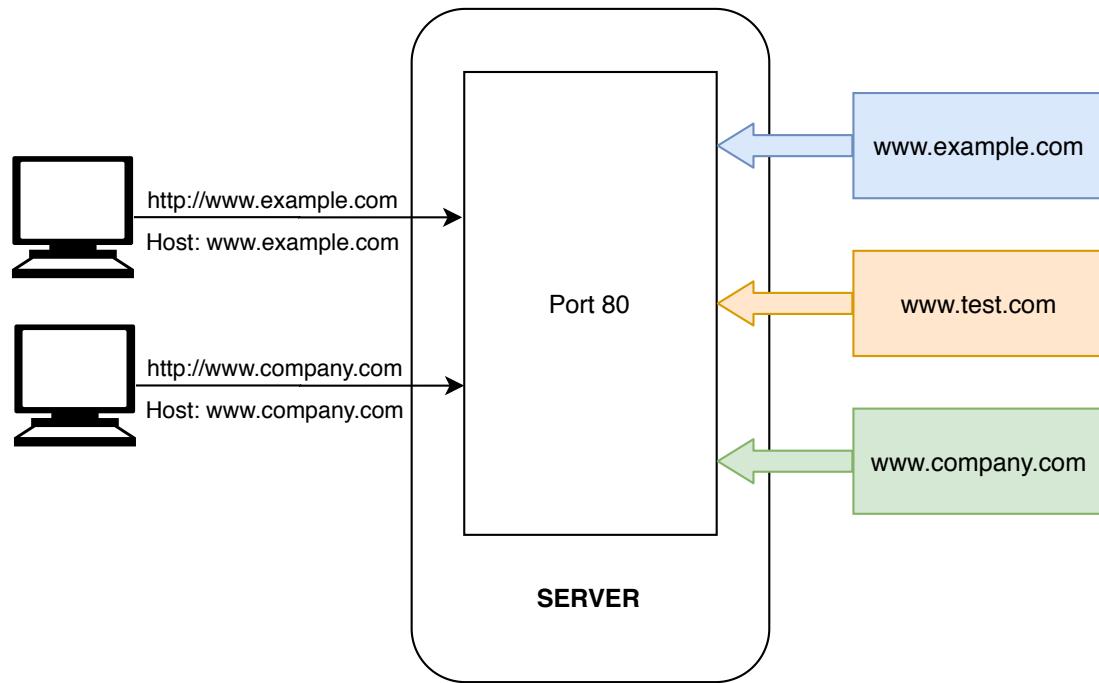 http://www.example.com
Host: www.example.com
http://www.company.com
Host: www.company.com
Port 80
SERVER
www.example.com
www.test.com
www.company.com